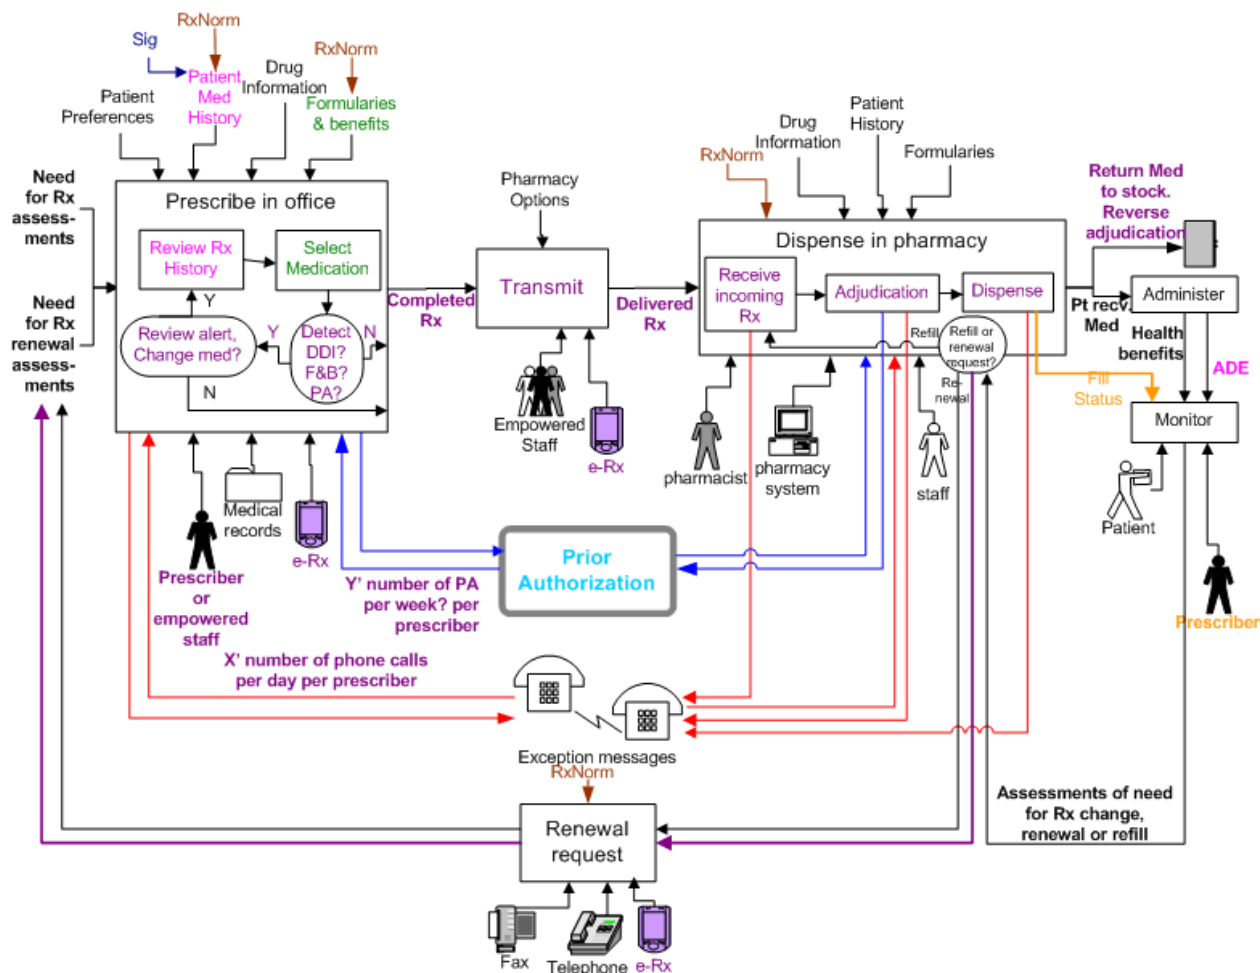 RxNorm
Sig
Patient
Med
History
Drug
Information
RxNorm
Formularies
& benefits
Patient
Preferences
Need
for Rx
assess-
ments
Need
for Rx
renewal
assess-
ments
Prescribe in office
Review Rx
History
Select
Medication
Y
N
Review alert,
Change med?
Y
Detect
DDI?
F&B?
PA?
N
Completed
Rx
Pharmacy
Options
Transmit
Delivered
Rx
Empowered
Staff
e-Rx
RxNorm
Drug
Information
Patient
History
Formularies
Dispense in pharmacy
Receive
incoming
Rx
Adjudication
Dispense
Refill
Refill or
renewal
request?
Re-
newal
Return Med
to stock.
Reverse
adjudication
Pt recv.
Med
Administer
Health
benefits
ADE
Fill
Status
Monitor
Patient
Prescriber
pharmacist
pharmacy
system
staff
Medical
records
e-Rx
Prescriber
or
empowered
staff
Prior
Authorization
Y' number of PA
per week? per
prescriber
X' number of phone calls
per day per prescriber
Exception messages
RxNorm
Renewal
request
Assessments of need
for Rx change,
renewal or refill
Fax
Telephone
e-Rx